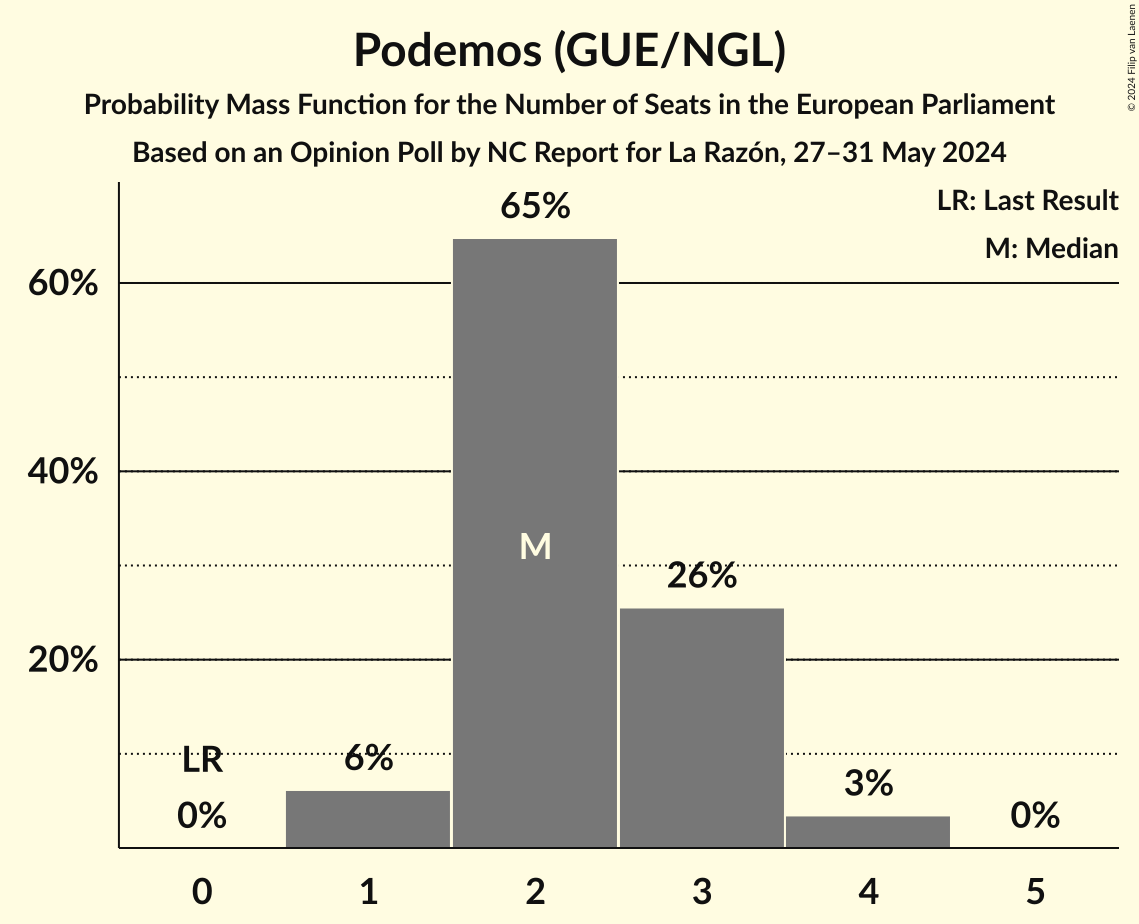 Podemos (GUE/NGL)
Probability Mass Function for the Number of Seats in the European Parliament
Based on an Opinion Poll by NC Report for La Razón, 27–31 May 2024
© 2024 Filip van Laenen
LR: Last Result
M: Median
65%
60%
40%
M
26%
20%
LR
6%
3%
0%
0%
0 1 2 3 4 5